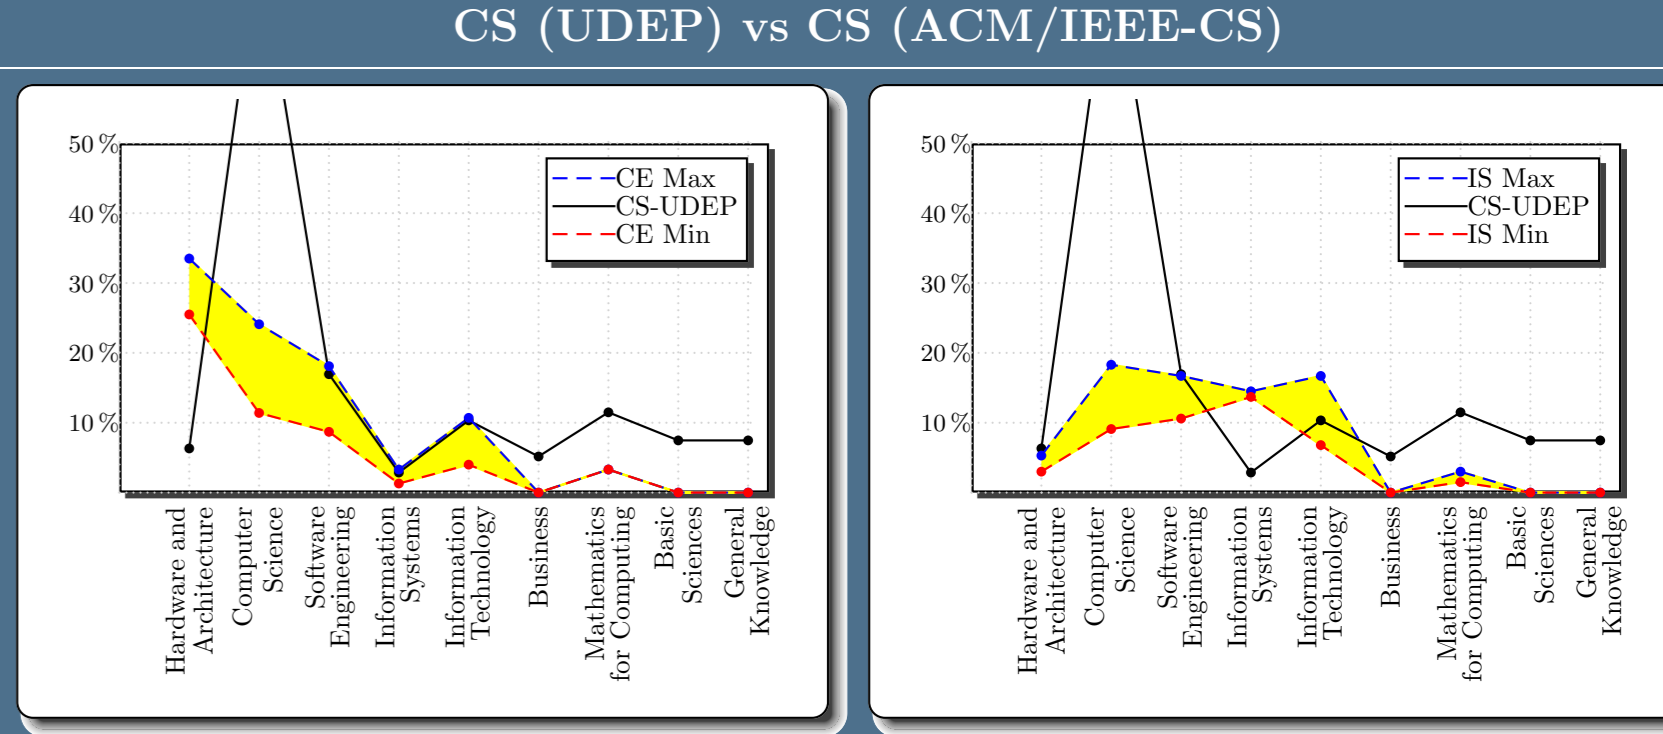 CS (UDEP) vs CS (ACM/IEEE-CS)
50 %
40 %
30 %
20 %
10 %
CE Max
CS-UDEP
CE Min
Hardware and
Architecture
Computer
Science
Software
Engineering
Information
Systems
Information
Technology
Business
Mathematics
for Computing
Basic
Sciences
General
Knowledge
50 %
40 %
30 %
20 %
10 %
IS Max
CS-UDEP
IS Min
Hardware and
Architecture
Computer
Science
Software
Engineering
Information
Systems
Information
Technology
Business
Mathematics
for Computing
Basic
Sciences
General
Knowledge